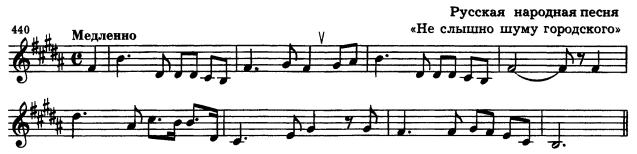 Русская народная песня
440 Медленно «Не слышно шуму городского»